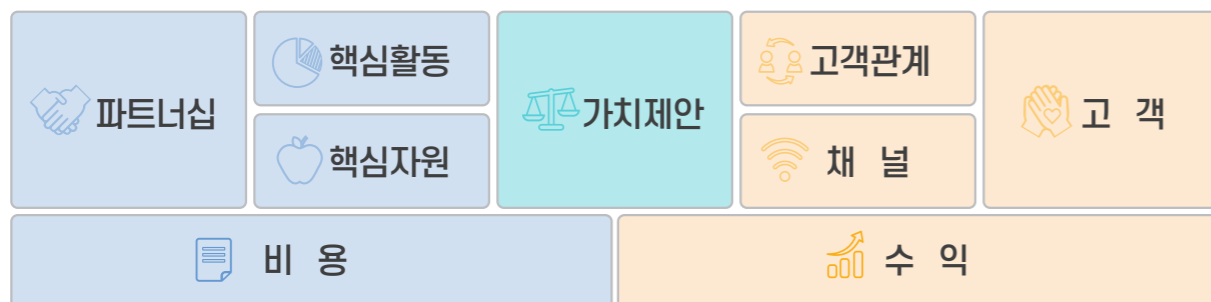 파트너십
핵심활동
핵심자원
가치제안
고객관계
채 널
고 객
비 용
수 익